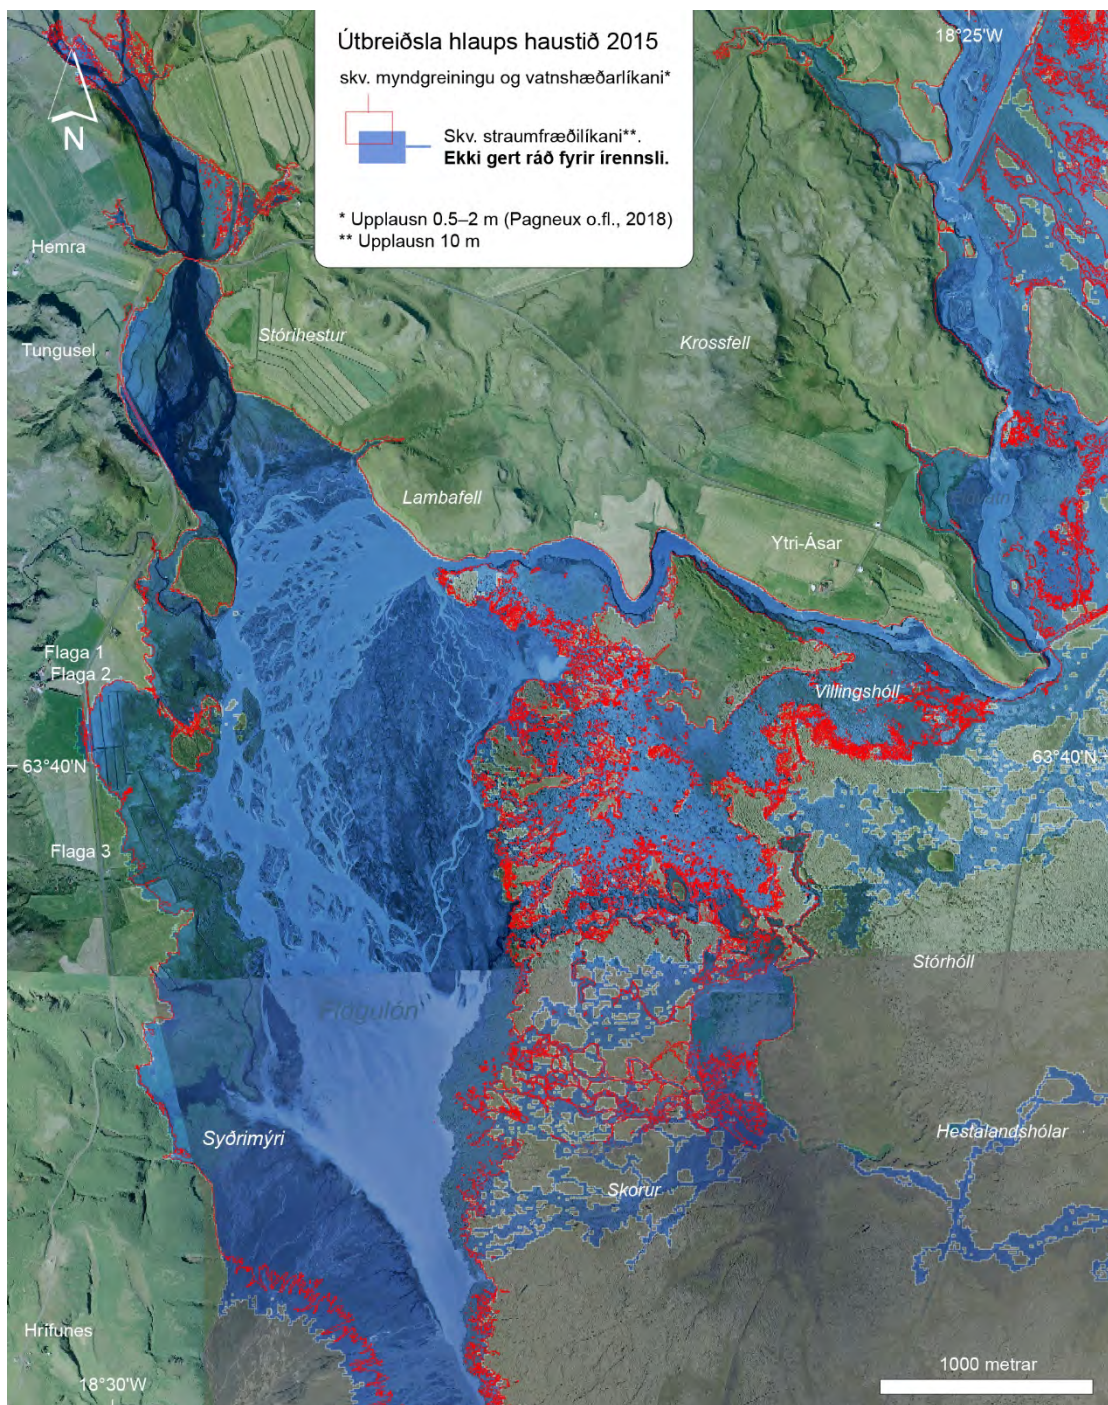 Útbreiðsla hlaups haustið 2015
skv. myndgreiningu og vatnshæðarlíkani*
Skv. straumfræðilíkani**.
Ekki gert ráð fyrir írennsli.
* Upplausn 0.5–2 m (Pagneux o.fl., 2018)
** Upplausn 10 m
18°25'W
N
Hemra
Tungusel
Stórihestur
Krossfell
Lambafell
Ytri-Ásar
Flaga 1
Flaga 2
Villingshóll
63°40'N
63°40'N
Flaga 3
Stórhóll
Flögulón
Syðrimýri
Hestalandshólar
Skorur
Hrífunes
18°30'W
1000 metrar